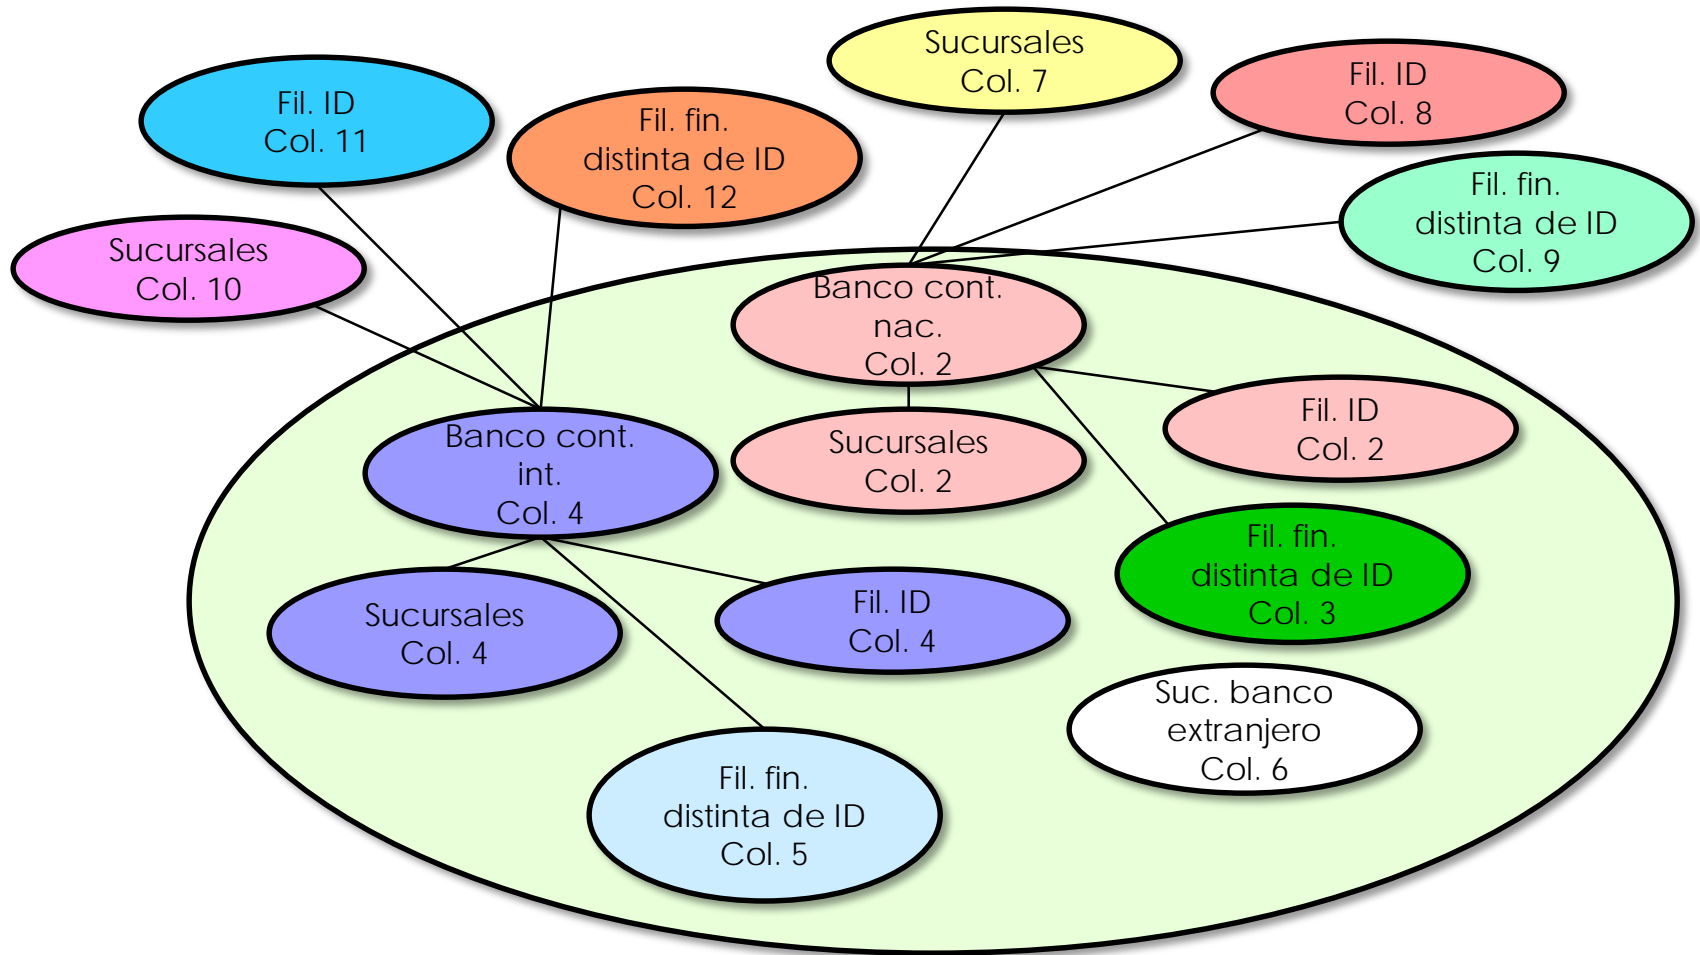 Sucursales
Col. 7
Fil. ID
Col. 8
Fil. ID
Col. 11
Fil. fin.
distinta de ID
Col. 12
Fil. fin.
distinta de ID
Col. 9
Sucursales
Col. 10
Banco cont.
nac.
Col. 2
Fil. ID
Col. 2
Banco cont.
int.
Col. 4
Sucursales
Col. 2
Fil. fin.
distinta de ID
Col. 3
Sucursales
Col. 4
Fil. ID
Col. 4
Suc. banco
extranjero
Col. 6
Fil. fin.
distinta de ID
Col. 5